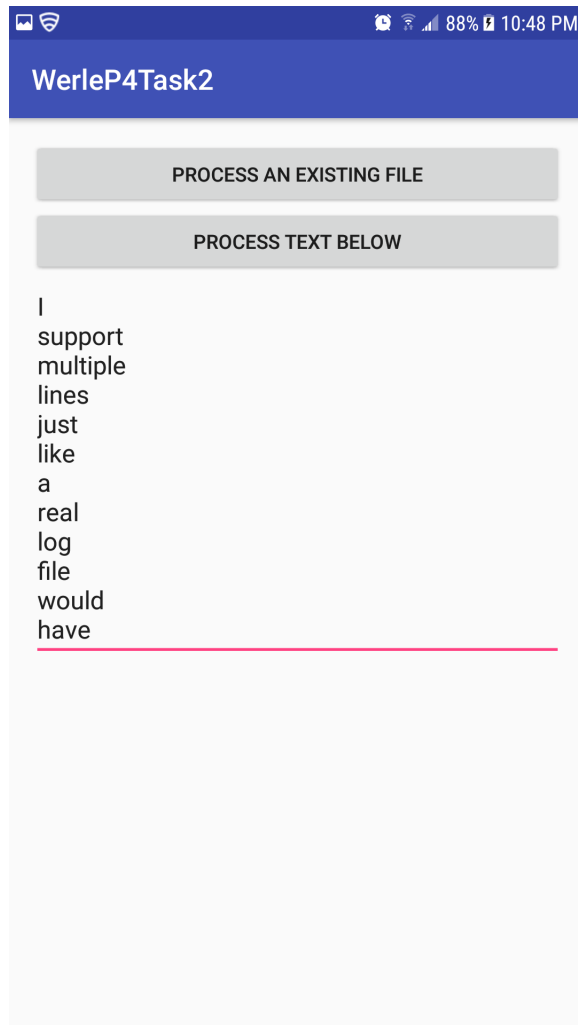 88% 10:48 PM
WerleP4Task2
PROCESS AN EXISTING FILE
PROCESS TEXT BELOW
I
support
multiple
lines
just
like
a
real
log
file
would
have